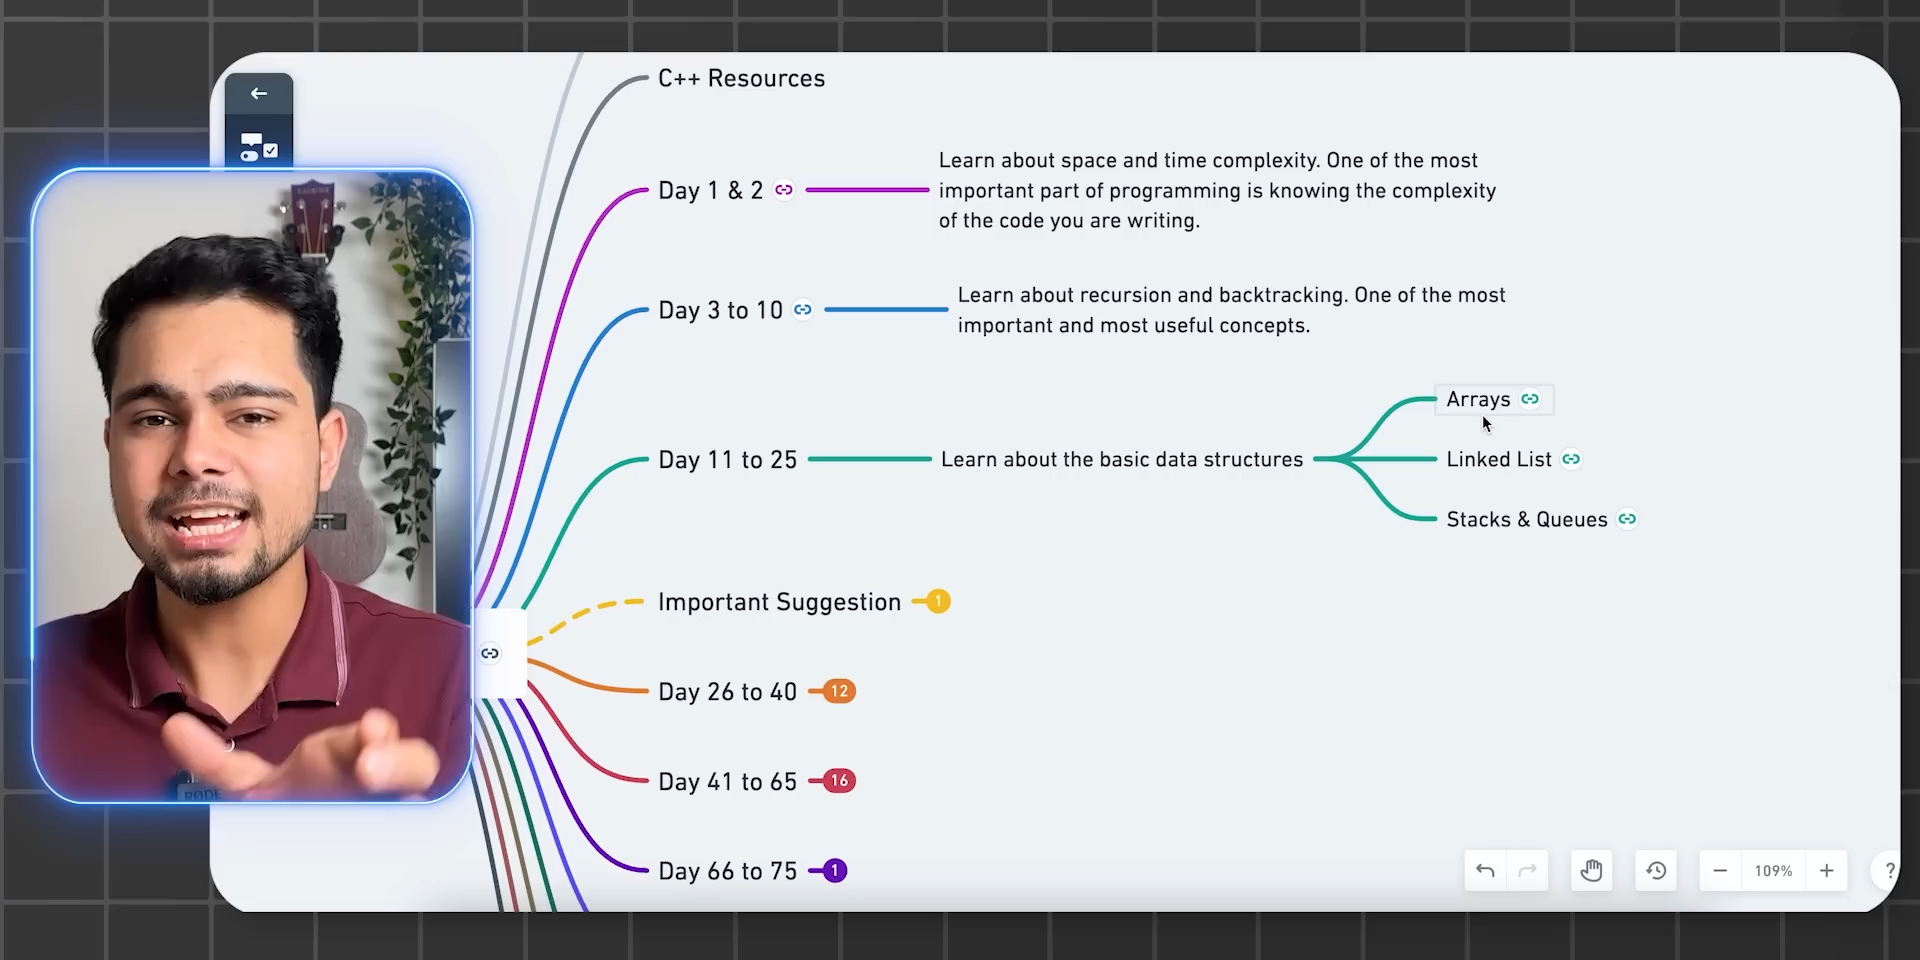 C++ Resources
Day 1 & 2
Learn about space and time complexity. One of the most
important part of programming is knowing the complexity
of the code you are writing.
Day 3 to 10
Learn about recursion and backtracking. One of the most
important and most useful concepts.
Day 11 to 25
Learn about the basic data structures
Arrays
Linked List
Stacks & Queues
Important Suggestion 1
Day 26 to 40 12
Day 41 to 65 16
Day 66 to 75 1
RØDE
109%
?